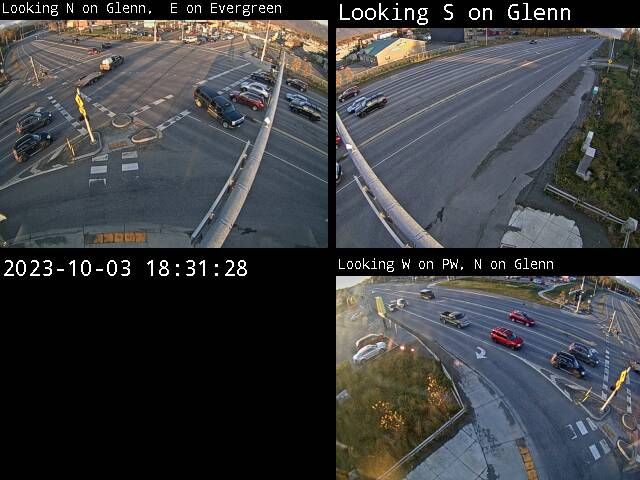 Looking N on Glenn,  E on Evergreen
Looking S on Glenn
2023-10-03 18:31:28
Looking W on PW, N on Glenn